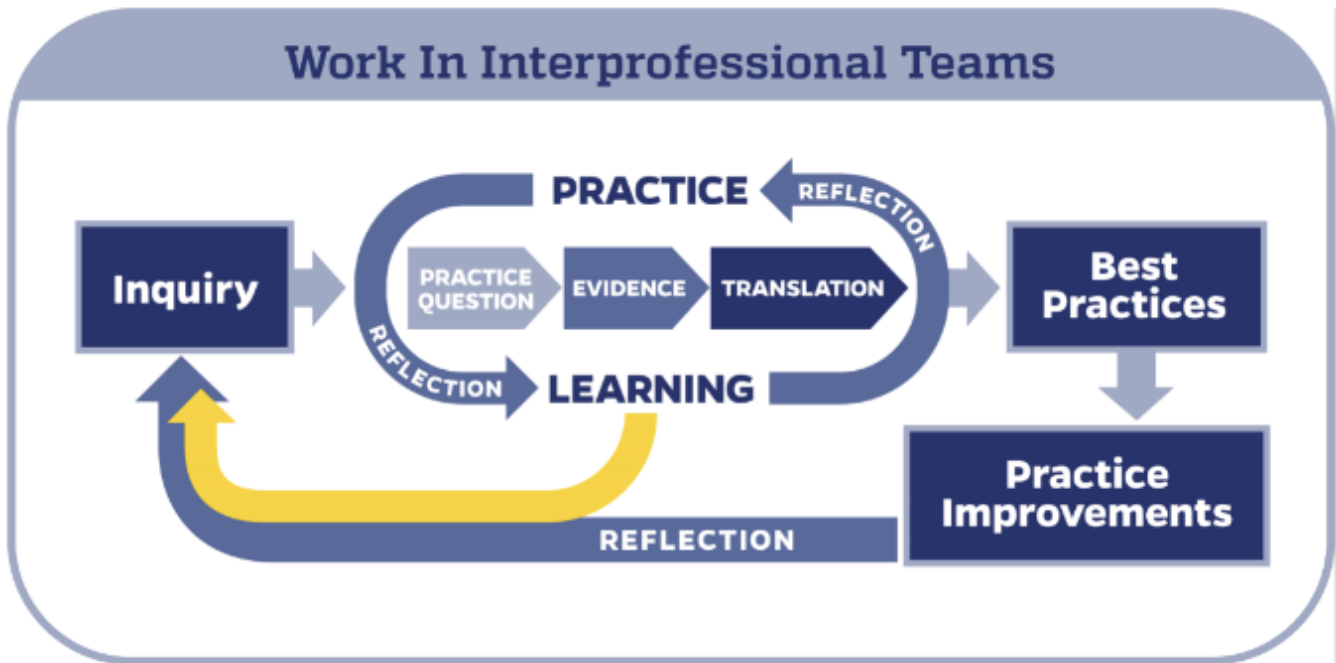 Work In Interprofessional Teams
PRACTICE
REFLECTION
Inquiry
PRACTICE
QUESTION
EVIDENCE
TRANSLATION
Best
Practices
REFLECTION
LEARNING
Practice
Improvements
REFLECTION